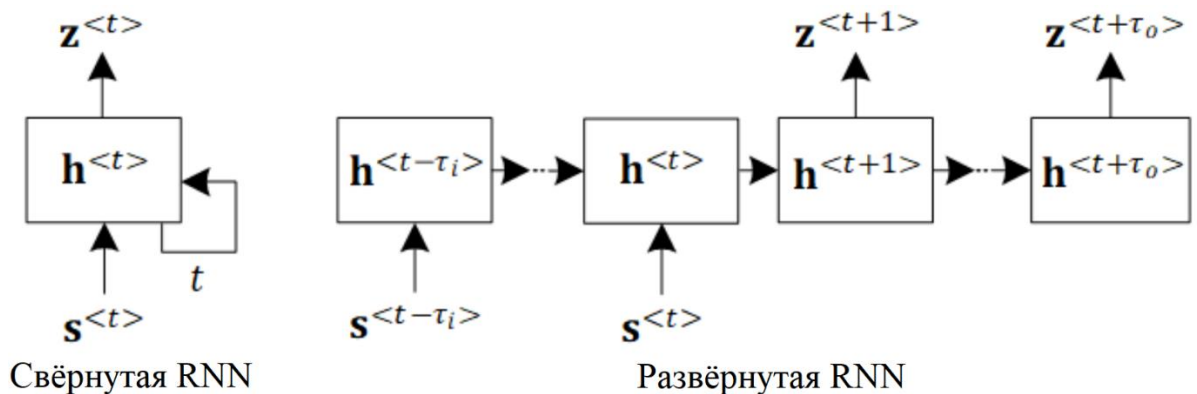 z<t> z<t+1> z<t+τₒ>
h<t> h<t−τᵢ> h<t> h<t+1> h<t+τₒ>
t
s<t> s<t−τᵢ> s<t>
Свёрнутая RNN Развёрнутая RNN